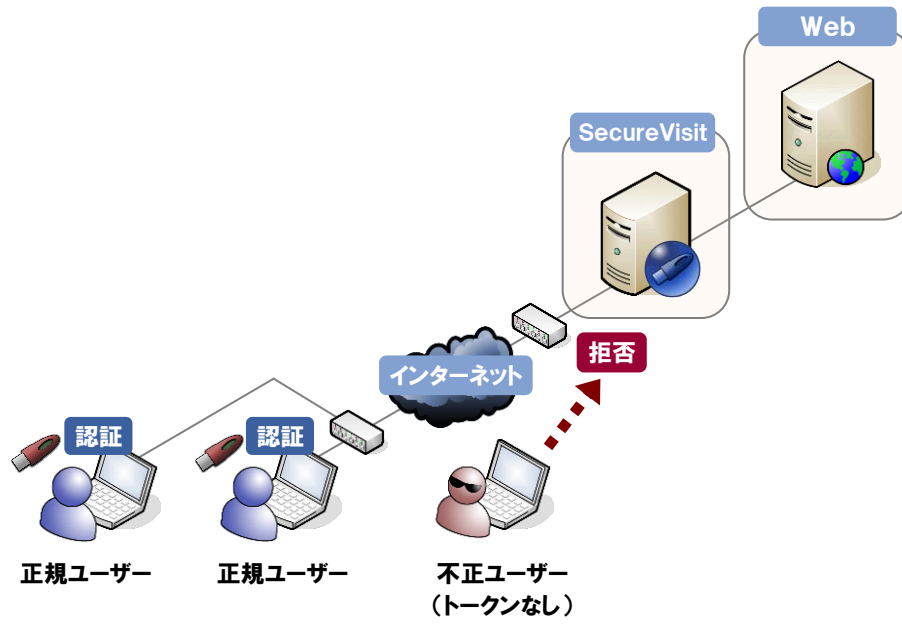 Web
SecureVisit
拒否
インターネット
認証
認証
正規ユーザー
正規ユーザー
不正ユーザー
（トークンなし）